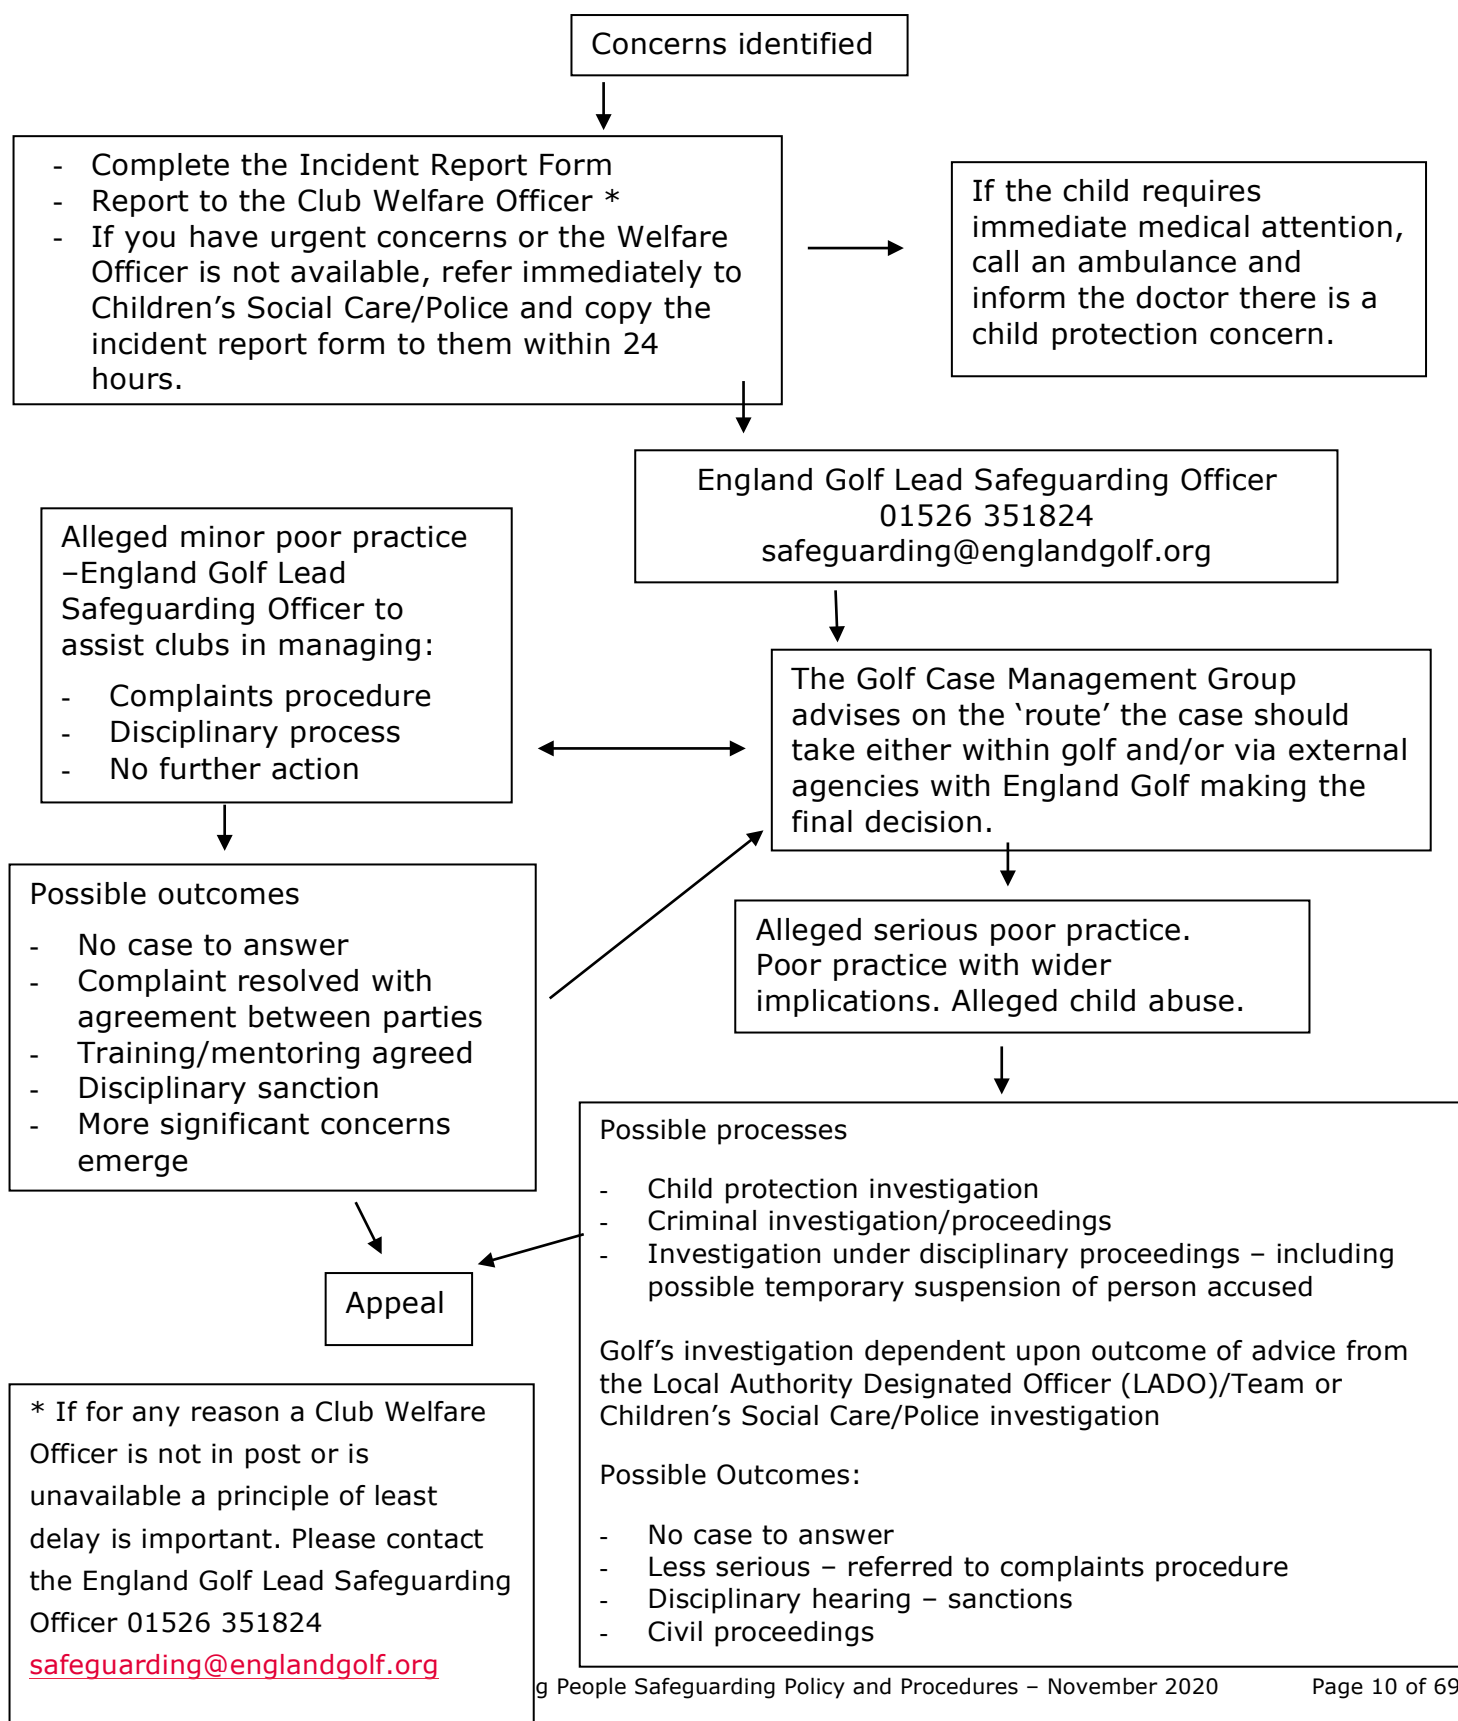 Concerns identified
- Complete the Incident Report Form
- Report to the Club Welfare Officer *
- If you have urgent concerns or the Welfare
Officer is not available, refer immediately to
Children’s Social Care/Police and copy the
incident report form to them within 24
hours.
If the child requires
immediate medical attention,
call an ambulance and
inform the doctor there is a
child protection concern.
England Golf Lead Safeguarding Officer
01526 351824
safeguarding@englandgolf.org
Alleged minor poor practice
–England Golf Lead
Safeguarding Officer to
assist clubs in managing:
- Complaints procedure
- Disciplinary process
- No further action
The Golf Case Management Group
advises on the ‘route’ the case should
take either within golf and/or via external
agencies with England Golf making the
final decision.
Possible outcomes
- No case to answer
- Complaint resolved with
agreement between parties
- Training/mentoring agreed
- Disciplinary sanction
- More significant concerns
emerge
Alleged serious poor practice.
Poor practice with wider
implications. Alleged child abuse.
Possible processes
- Child protection investigation
- Criminal investigation/proceedings
- Investigation under disciplinary proceedings – including
possible temporary suspension of person accused
Golf’s investigation dependent upon outcome of advice from
the Local Authority Designated Officer (LADO)/Team or
Children’s Social Care/Police investigation
Possible Outcomes:
- No case to answer
- Less serious – referred to complaints procedure
- Disciplinary hearing – sanctions
- Civil proceedings
Appeal
* If for any reason a Club Welfare
Officer is not in post or is
unavailable a principle of least
delay is important. Please contact
the England Golf Lead Safeguarding
Officer 01526 351824
safeguarding@englandgolf.org
g People Safeguarding Policy and Procedures – November 2020 Page 10 of 69